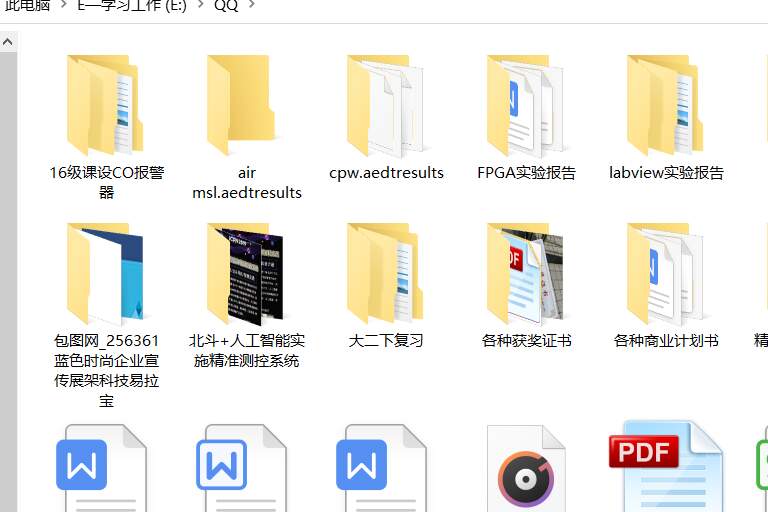 此电脑 > E—学习工作 (E:) > QQ >
16级课设CO报警
器
air
msl.aedtresults
cpw.aedtresults
FPGA实验报告
labview实验报告
包图网_256361
蓝色时尚企业宣
传展架科技易拉
宝
北斗+人工智能实
施精准测控系统
大二下复习
各种获奖证书
各种商业计划书
精
W
W
W
PDF